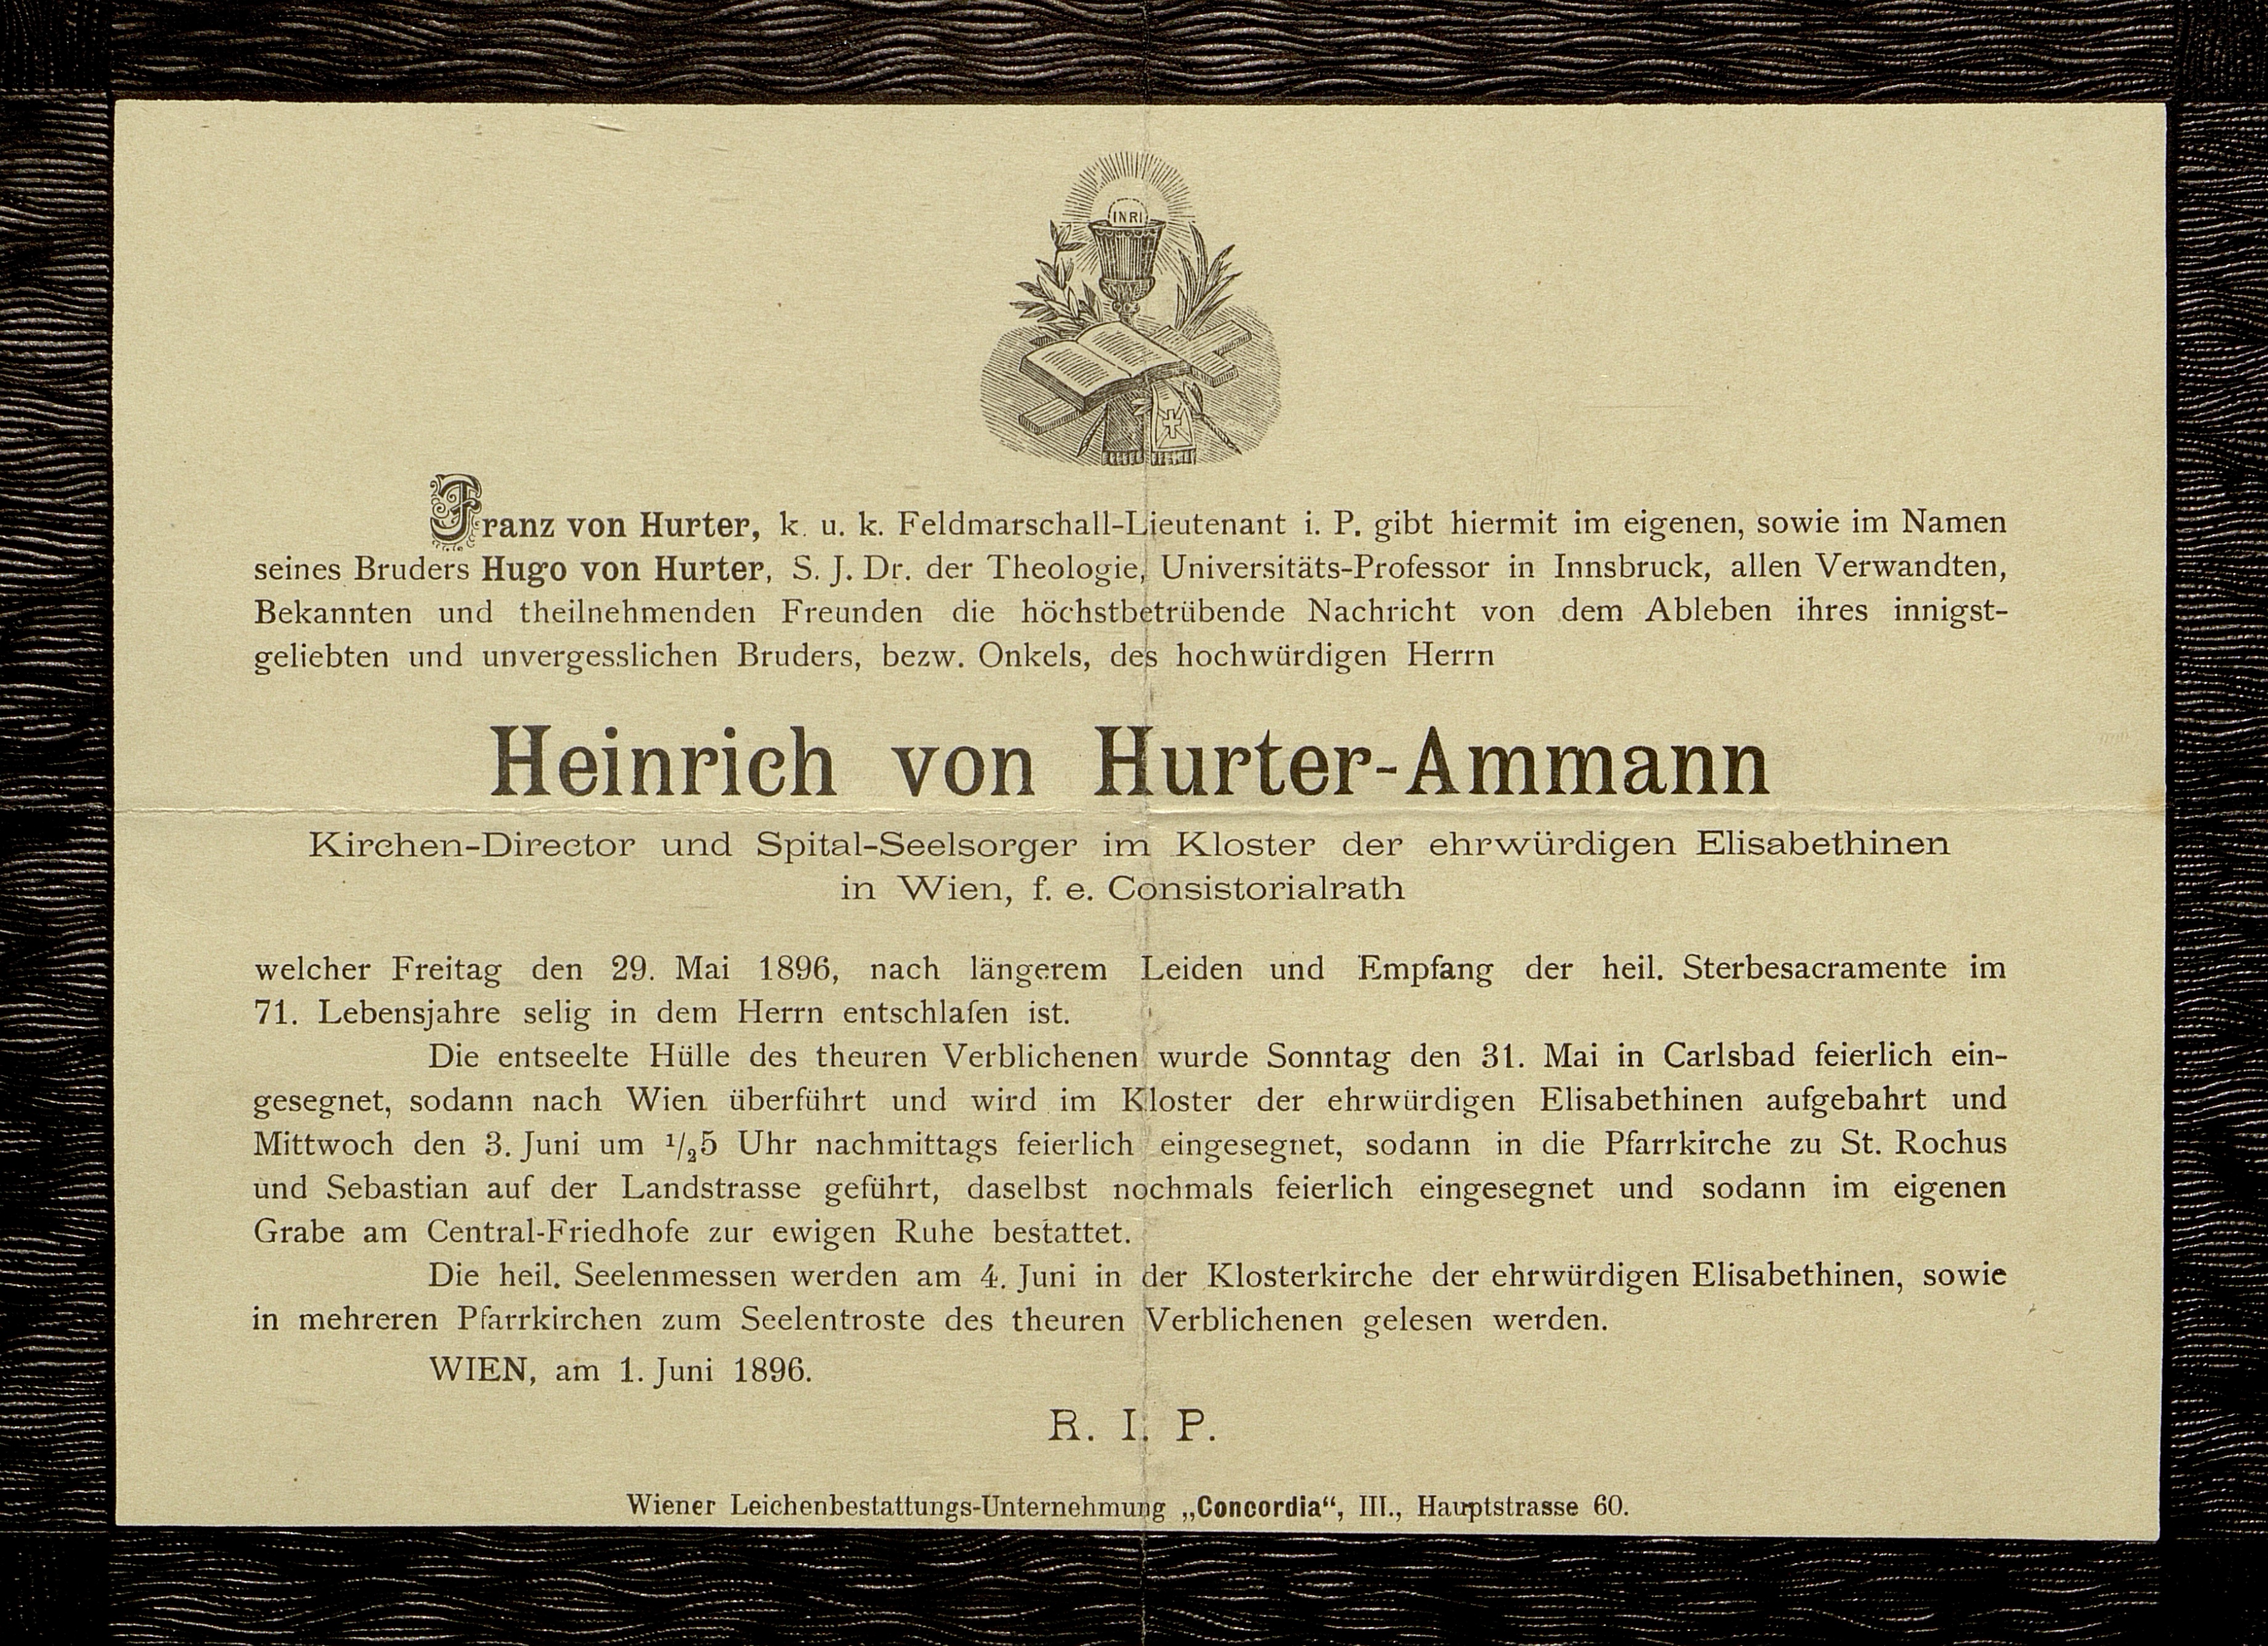 INRI
Franz von Hurter, k. u. k. Feldmarschall-Lieutenant i. P. gibt hiermit im eigenen, sowie im Namen
seines Bruders Hugo von Hurter, S. J. Dr. der Theologie, Universitäts-Professor in Innsbruck, allen Verwandten,
Bekannten und theilnehmenden Freunden die höchstbetrübende Nachricht von dem Ableben ihres innigst-
geliebten und unvergesslichen Bruders, bezw. Onkels, des hochwürdigen Herrn
Heinrich von Hurter-Ammann
Kirchen-Director und Spital-Seelsorger im Kloster der ehrwürdigen Elisabethinen
in Wien, f. e. Consistorialrath
welcher Freitag den 29. Mai 1896, nach längerem Leiden und Empfang der heil. Sterbesacramente im
71. Lebensjahre selig in dem Herrn entschlafen ist.
Die entseelte Hülle des theuren Verblichenen wurde Sonntag den 31. Mai in Carlsbad feierlich ein-
gesegnet, sodann nach Wien überführt und wird im Kloster der ehrwürdigen Elisabethinen aufgebahrt und
Mittwoch den 3. Juni um 1/25 Uhr nachmittags feierlich eingesegnet, sodann in die Pfarrkirche zu St. Rochus
und Sebastian auf der Landstrasse geführt, daselbst nochmals feierlich eingesegnet und sodann im eigenen
Grabe am Central-Friedhofe zur ewigen Ruhe bestattet.
Die heil. Seelenmessen werden am 4. Juni in der Klosterkirche der ehrwürdigen Elisabethinen, sowie
in mehreren Pfarrkirchen zum Seelentroste des theuren Verblichenen gelesen werden.
WIEN, am 1. Juni 1896.
R. I. P.
Wiener Leichenbestattungs-Unternehmung „Concordia“, III., Hauptstrasse 60.